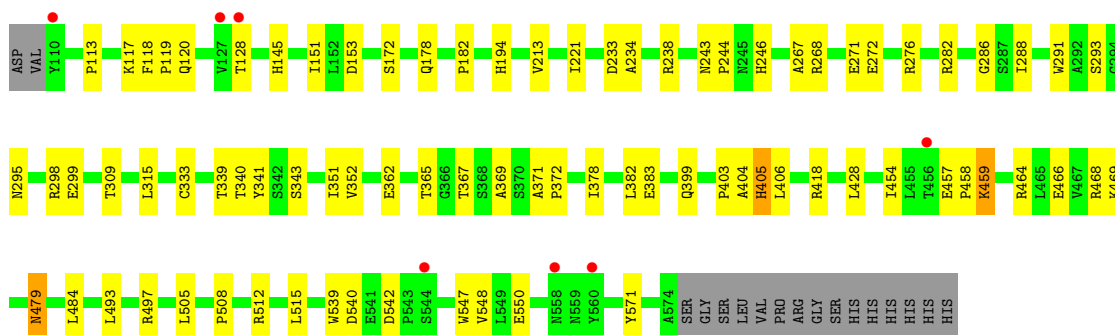 ASP VAL Y110 P113 K117 F118 P119 Q120 V127 T128 H145 I151 L152 D153 S172 Q178 P182 H194 V213 I221 D233 A234 R238 N243 P244 N245 H246 A267 R268 E271 E272 R276 R282 G286 S287 I288 W291 A292 S293 G294
N295 R298 E299 T309 L315 C333 T339 T340 Y341 S342 S343 I351 V352 E362 T365 G366 T367 S368 A369 S370 A371 P372 I378 L382 E383 Q399 P403 A404 H405 L406 R418 L428 I454 L455 T456 E457 P458 K459 R464 L465 E466 V467 R468 K469
N479 L484 L493 R497 L505 P508 R512 L515 W539 D540 E541 D542 P543 S544 W547 V548 L549 E550 N558 N559 Y560 Y571 A574 SER GLY SER LEU VAL PRO ARG GLY SER HIS HIS HIS HIS HIS HIS